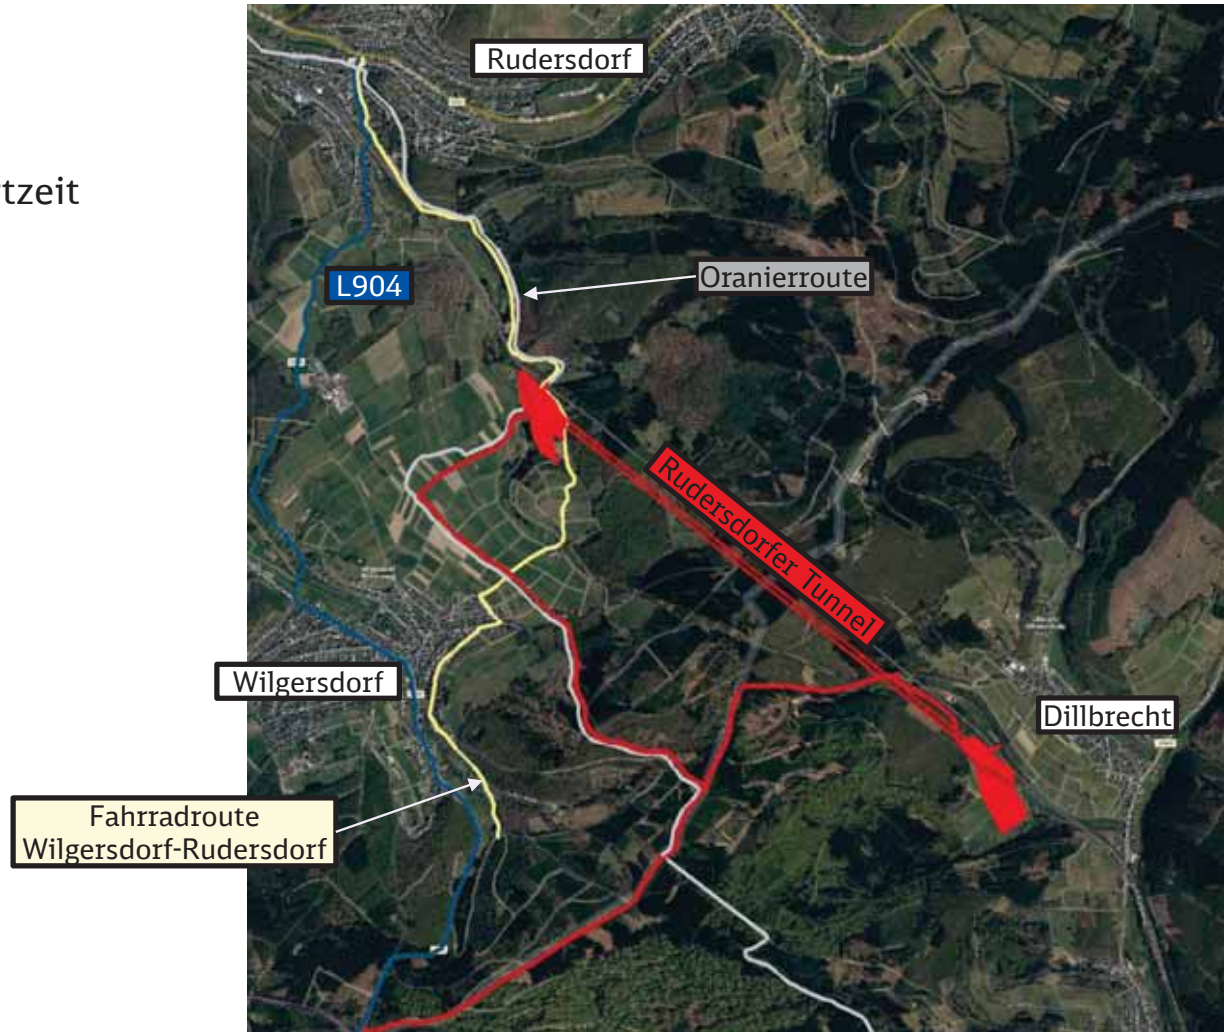 Rudersdorf
tzeit
L904
Oranierroute
Rudersdorfer Tunnel
Wilgersdorf
Dillbrecht
Fahrradroute
Wilgersdorf-Rudersdorf